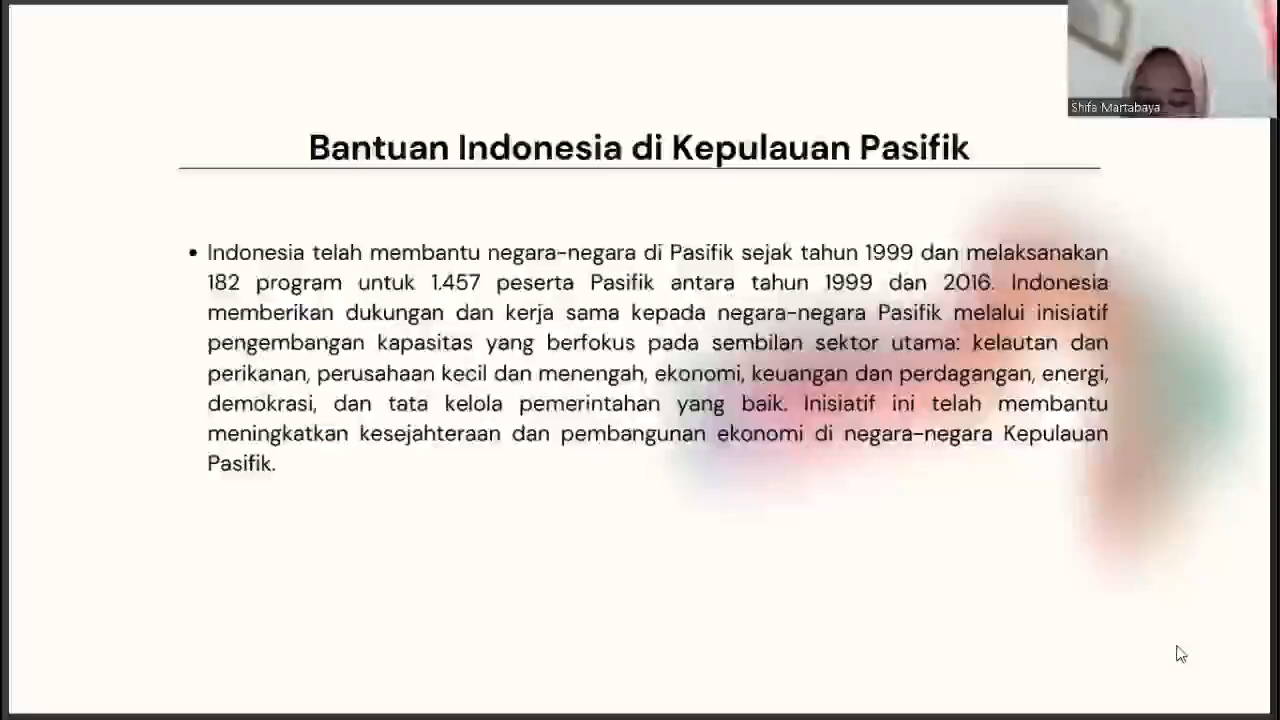 Shifa Martabaya
Bantuan Indonesia di Kepulauan Pasifik
• Indonesia telah membantu negara-negara di Pasifik sejak tahun 1999 dan melaksanakan
182 program untuk 1.457 peserta Pasifik antara tahun 1999 dan 2016. Indonesia
memberikan dukungan dan kerja sama kepada negara-negara Pasifik melalui inisiatif
pengembangan kapasitas yang berfokus pada sembilan sektor utama: kelautan dan
perikanan, perusahaan kecil dan menengah, ekonomi, keuangan dan perdagangan, energi,
demokrasi, dan tata kelola pemerintahan yang baik. Inisiatif ini telah membantu
meningkatkan kesejahteraan dan pembangunan ekonomi di negara-negara Kepulauan
Pasifik.